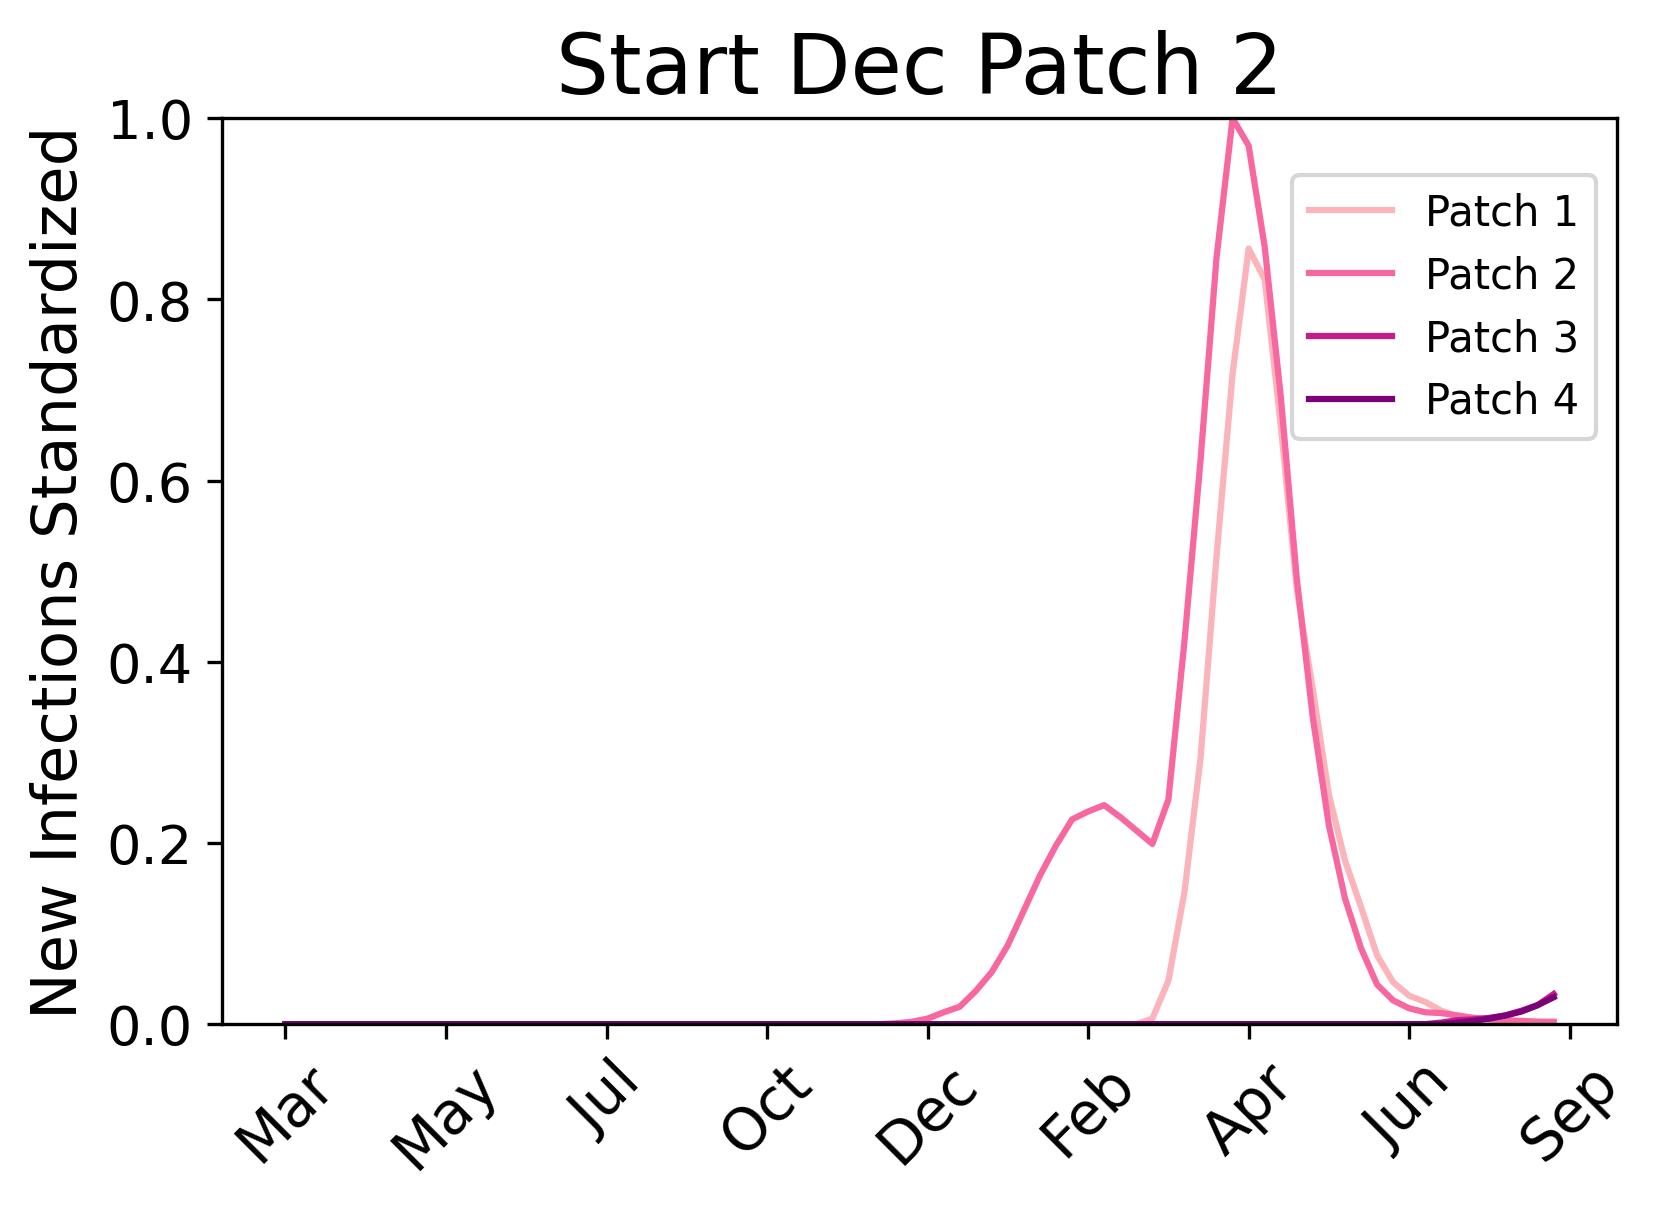 Start Dec Patch 2
New Infections Standardized
1.0
0.8
0.6
0.4
0.2
0.0
Patch 1
Patch 2
Patch 3
Patch 4
Mar May Jul Oct Dec Feb Apr Jun Sep